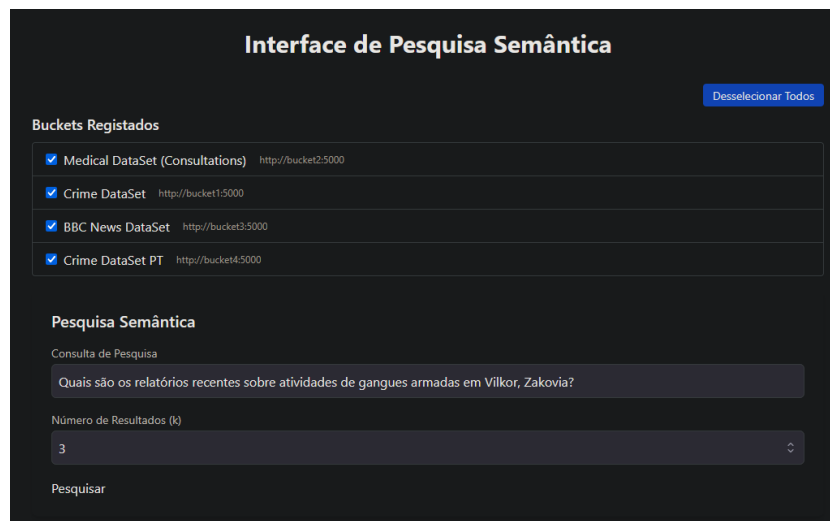 Interface de Pesquisa Semântica
Desselecionar Todos
Buckets Registados
Medical DataSet (Consultations) http://bucket2:5000
Crime DataSet http://bucket1:5000
BBC News DataSet http://bucket3:5000
Crime DataSet PT http://bucket4:5000
Pesquisa Semântica
Consulta de Pesquisa
Quais são os relatórios recentes sobre atividades de gangues armadas em Vilkor, Zakovia?
Número de Resultados (k)
3
Pesquisar